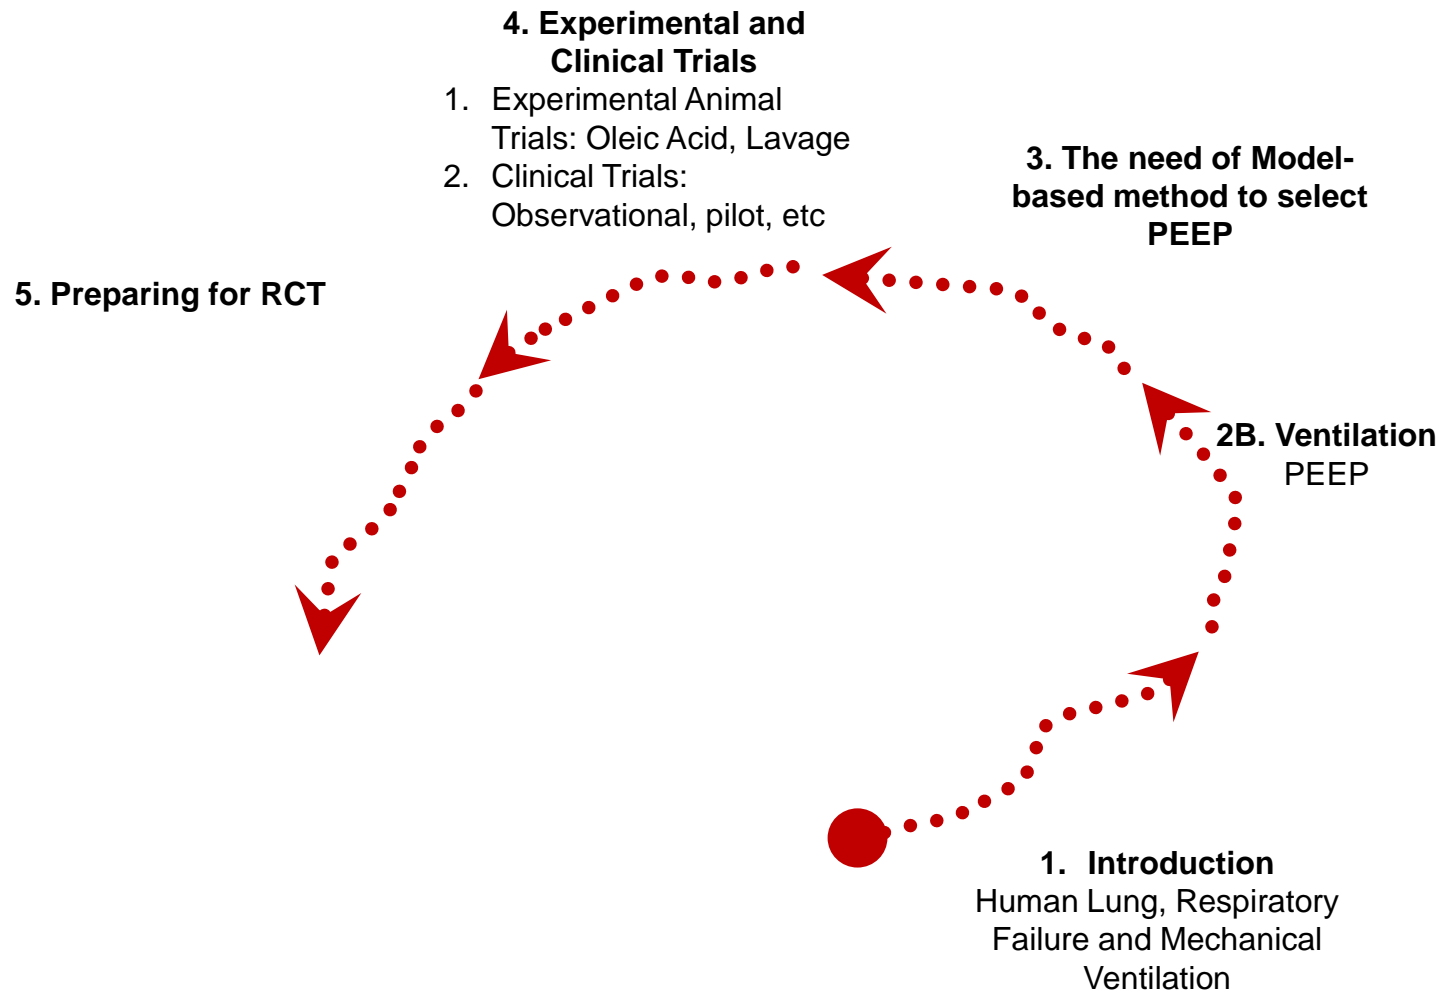 4. Experimental and
Clinical Trials
1. Experimental Animal
Trials: Oleic Acid, Lavage
2. Clinical Trials:
Observational, pilot, etc
3. The need of Model-
based method to select
PEEP
5. Preparing for RCT
2B. Ventilation
PEEP
1. Introduction
Human Lung, Respiratory
Failure and Mechanical
Ventilation